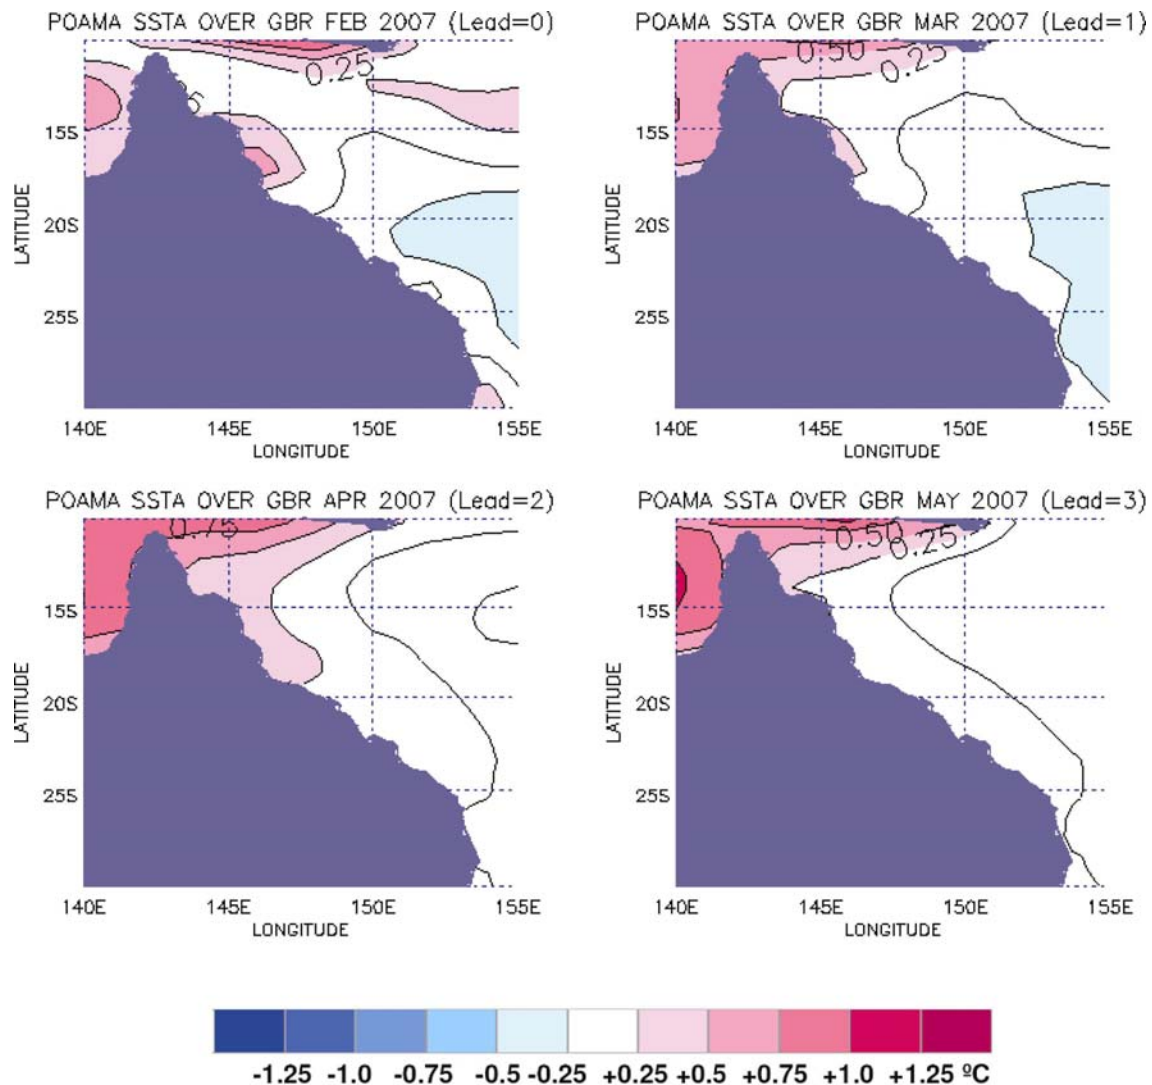 POAMA SSTA OVER GBR FEB 2007 (Lead=0)
0.25
15S
20S
25S
LATITUDE
140E 145E 150E 155E
LONGITUDE
POAMA SSTA OVER GBR MAR 2007 (Lead=1)
0.50
0.25
15S
20S
25S
LATITUDE
140E 145E 150E 155E
LONGITUDE
POAMA SSTA OVER GBR APR 2007 (Lead=2)
0.75
15S
20S
25S
LATITUDE
140E 145E 150E 155E
LONGITUDE
POAMA SSTA OVER GBR MAY 2007 (Lead=3)
0.50
0.25
15S
20S
25S
LATITUDE
140E 145E 150E 155E
LONGITUDE
-1.25 -1.0 -0.75 -0.5 -0.25 +0.25 +0.5 +0.75 +1.0 +1.25 ºC